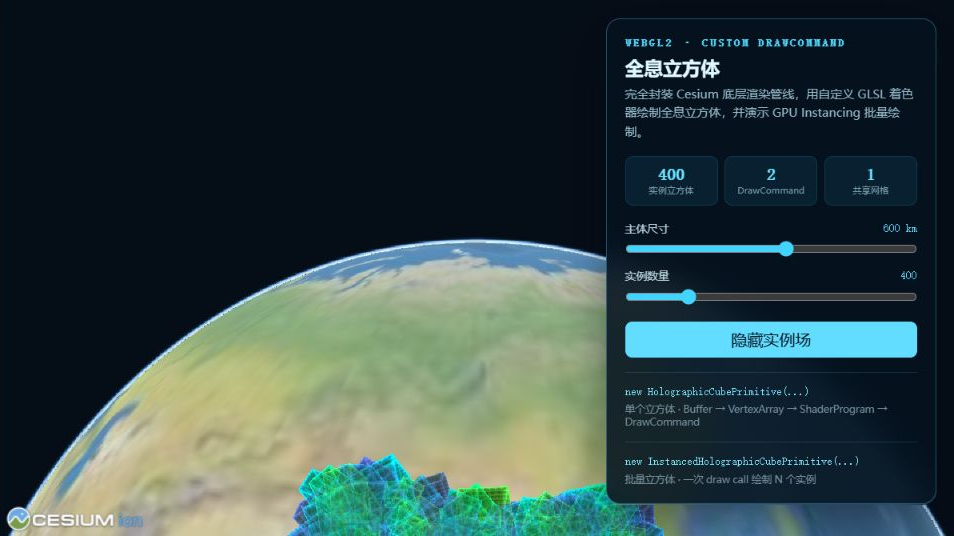 WEBGL2 · CUSTOM DRAWCOMMAND
全息立方体
完全封装 Cesium 底层渲染管线，用自定义 GLSL 着色
器绘制全息立方体，并演示 GPU Instancing 批量绘
制。
400
实例立方体
2
DrawCommand
1
共享网格
主体尺寸
600 km
实例数量
400
隐藏实例场
new HolographicCubePrimitive(...)
单个立方体 · Buffer → VertexArray → ShaderProgram →
DrawCommand
new InstancedHolographicCubePrimitive(...)
批量立方体 · 一次 draw call 绘制 N 个实例
CESIUM ion